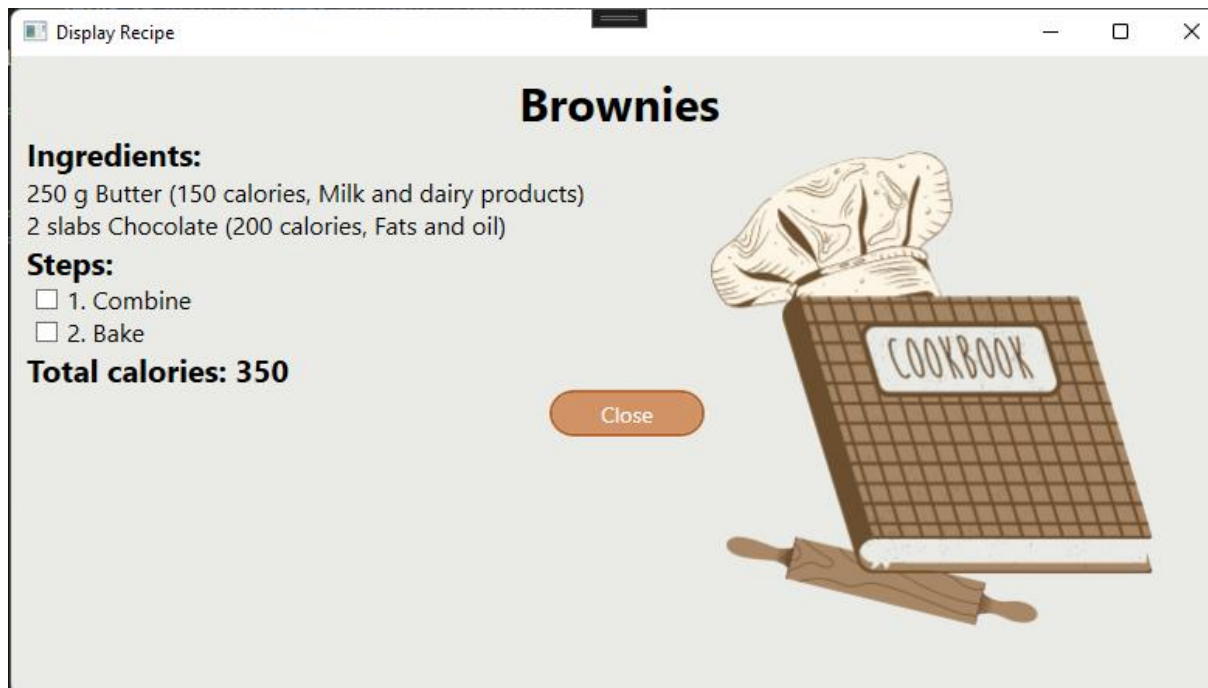 Display Recipe
Brownies
Ingredients:
250 g Butter (150 calories, Milk and dairy products)
2 slabs Chocolate (200 calories, Fats and oil)
Steps:
1. Combine
2. Bake
Total calories: 350
Close
COOKBOOK